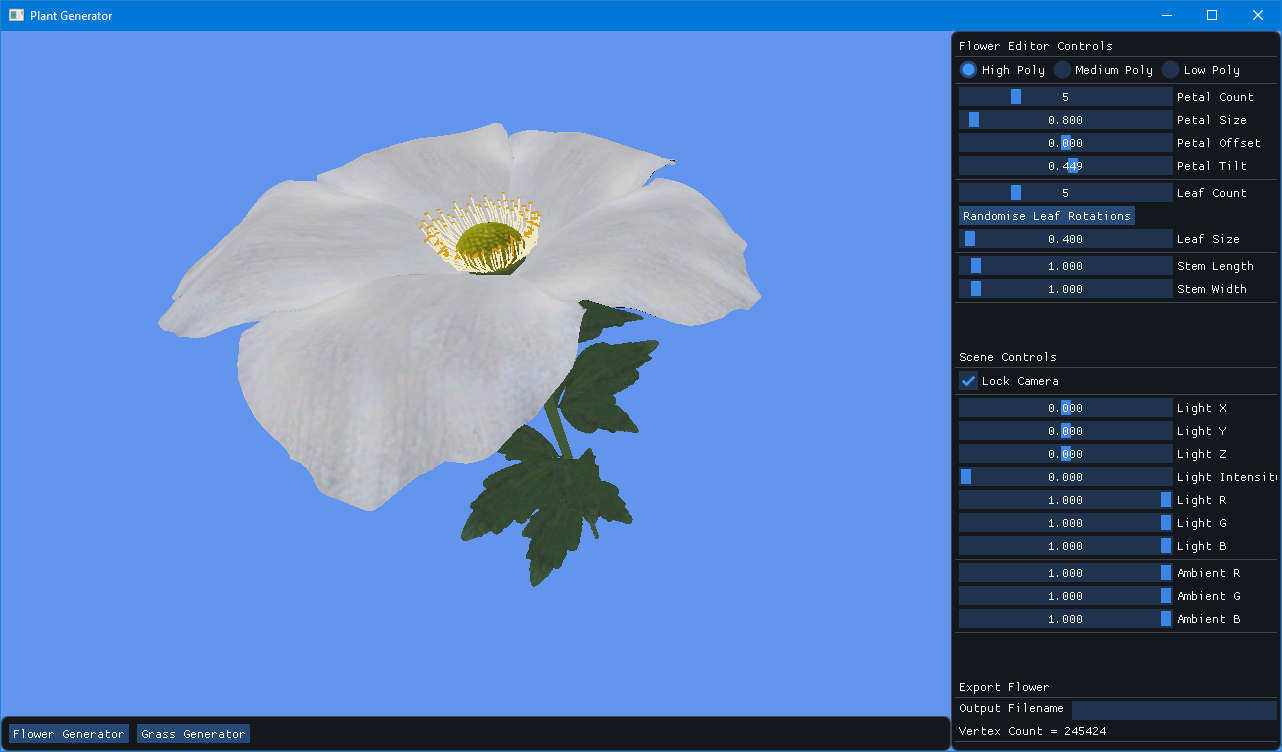 Plant Generator
Flower Editor Controls
High Poly Medium Poly Low Poly
5 Petal Count
0.800 Petal Size
0.000 Petal Offset
0.449 Petal Tilt
5 Leaf Count
Randomise Leaf Rotations
0.400 Leaf Size
1.000 Stem Length
1.000 Stem Width
Scene Controls
Lock Camera
0.000 Light X
0.000 Light Y
0.000 Light Z
0.000 Light Intensit
1.000 Light R
1.000 Light G
1.000 Light B
1.000 Ambient R
1.000 Ambient G
1.000 Ambient B
Export Flower
Output Filename
Vertex Count = 245424
Flower Generator Grass Generator